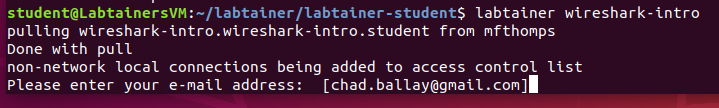 student@LabtainersVM:~/labtainer/labtainer-student$ labtainer wireshark-intro
pulling wireshark-intro.wireshark-intro.student from mfthomps
Done with pull
non-network local connections being added to access control list
Please enter your e-mail address:  [chad.ballay@gmail.com]